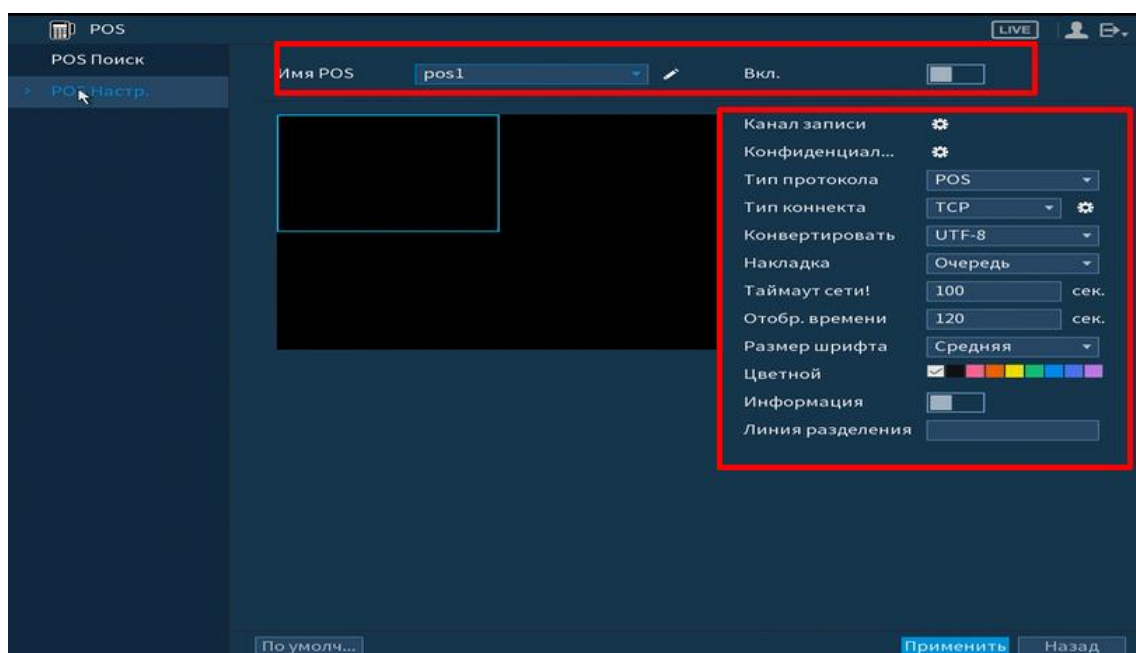 POS LIVE
POS Поиск
POS Настр.
Имя POS pos1 Вкл.
Канал записи
Конфиденциал...
Тип протокола POS
Тип коннекта TCP
Конвертировать UTF-8
Накладка Очередь
Таймаут сети! 100 сек.
Отобр. времени 120 сек.
Размер шрифта Средняя
Цветной
Информация
Линия разделения
По умолч... Применить Назад